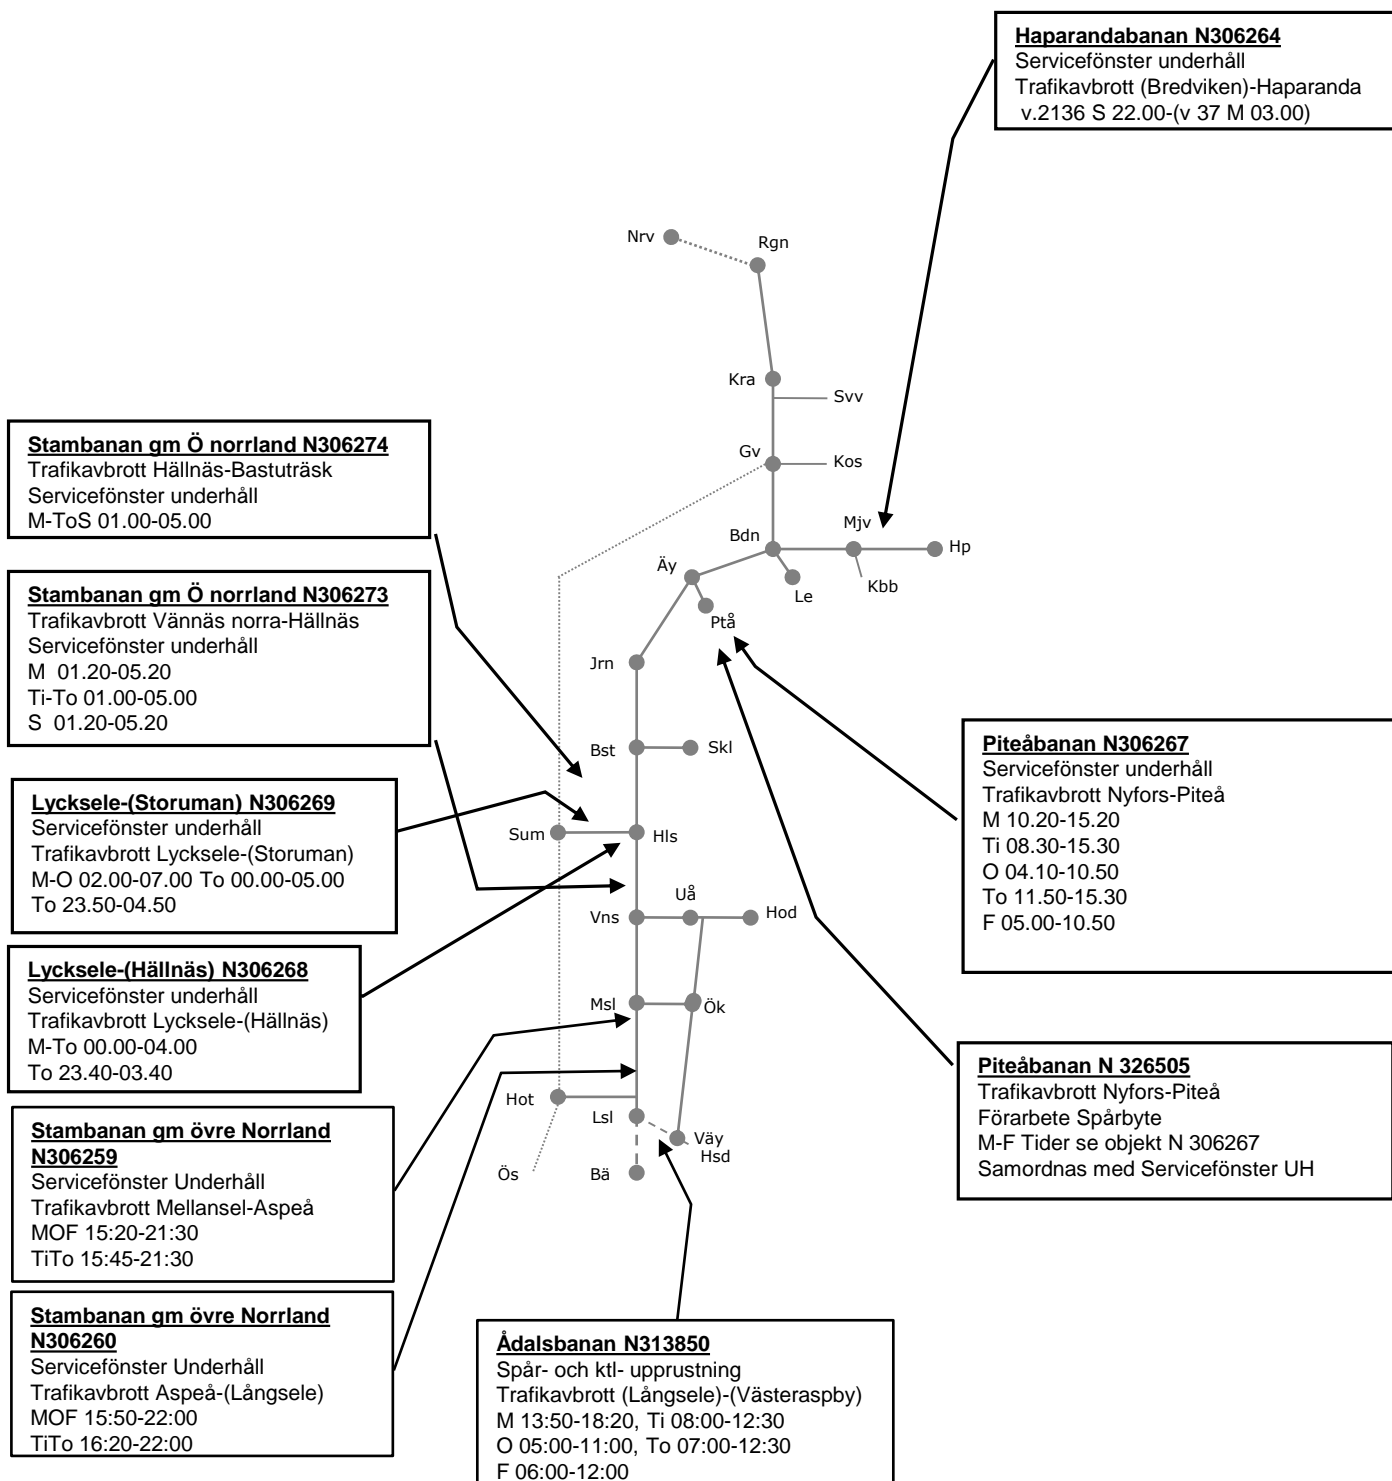 Haparandabanan N306264
Servicefönster underhåll
Trafikavbrott (Bredviken)-Haparanda
v.2136 S 22.00-(v 37 M 03.00)
Nrv
Rgn
Kra
Svv
Gv
Kos
Bdn
Mjv
Hp
Äy
Le
Kbb
Ptå
Jrn
Bst
Skl
Sum
Hls
Uå
Vns
Hod
Msl
Ök
Hot
Lsl
Väy
Hsd
Ös
Bä
Stambanan gm Ö norrland N306274
Trafikavbrott Hällnäs-Bastuträsk
Servicefönster underhåll
M-ToS 01.00-05.00
Stambanan gm Ö norrland N306273
Trafikavbrott Vännäs norra-Hällnäs
Servicefönster underhåll
M 01.20-05.20
Ti-To 01.00-05.00
S 01.20-05.20
Lycksele-(Storuman) N306269
Servicefönster underhåll
Trafikavbrott Lycksele-(Storuman)
M-O 02.00-07.00 To 00.00-05.00
To 23.50-04.50
Lycksele-(Hällnäs) N306268
Servicefönster underhåll
Trafikavbrott Lycksele-(Hällnäs)
M-To 00.00-04.00
To 23.40-03.40
Stambanan gm övre Norrland
N306259
Servicefönster Underhåll
Trafikavbrott Mellansel-Aspeå
MOF 15:20-21:30
TiTo 15:45-21:30
Stambanan gm övre Norrland
N306260
Servicefönster Underhåll
Trafikavbrott Aspeå-(Långsele)
MOF 15:50-22:00
TiTo 16:20-22:00
Piteåbanan N306267
Servicefönster underhåll
Trafikavbrott Nyfors-Piteå
M 10.20-15.20
Ti 08.30-15.30
O 04.10-10.50
To 11.50-15.30
F 05.00-10.50
Piteåbanan N 326505
Trafikavbrott Nyfors-Piteå
Förarbete Spårbyte
M-F Tider se objekt N 306267
Samordnas med Servicefönster UH
Ådalsbanan N313850
Spår- och ktl- upprustning
Trafikavbrott (Långsele)-(Västeraspby)
M 13:50-18:20, Ti 08:00-12:30
O 05:00-11:00, To 07:00-12:30
F 06:00-12:00